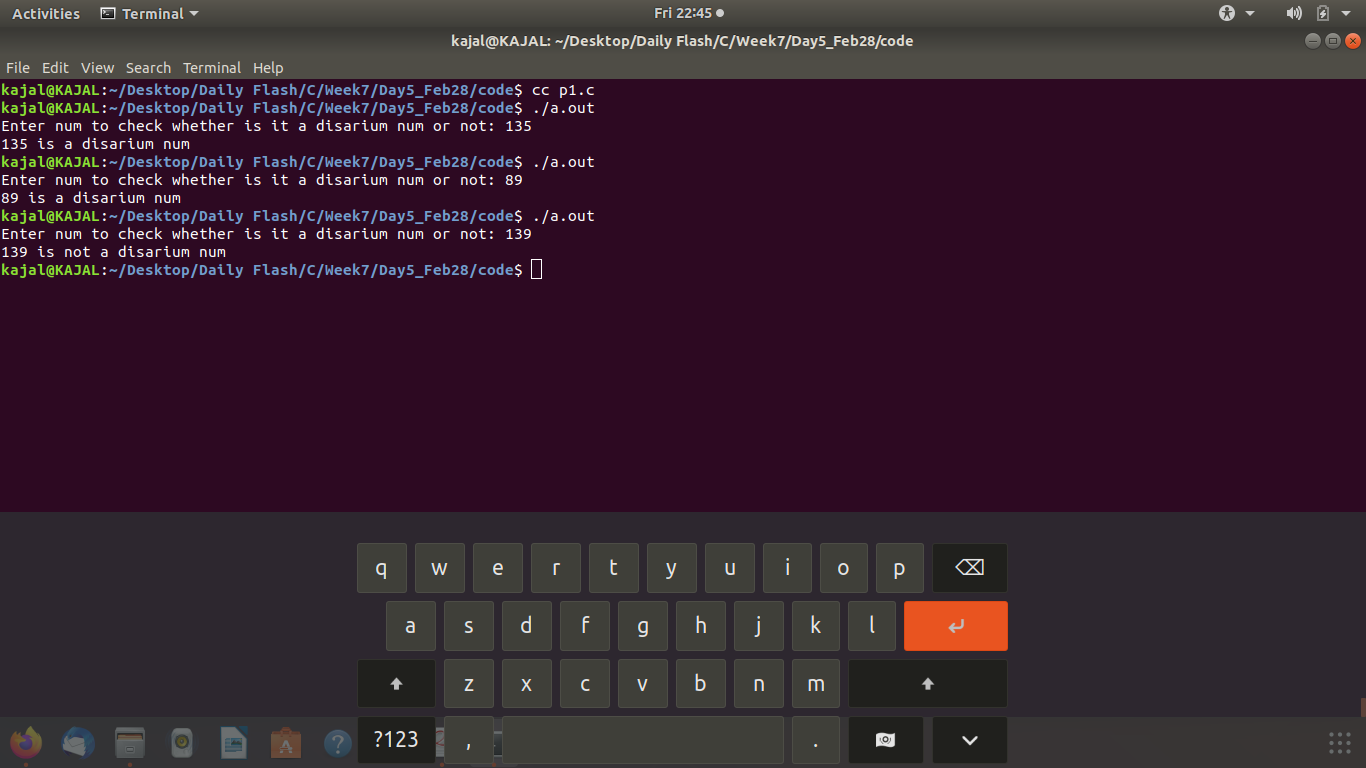 Activities Terminal Fri 22:45
kajal@KAJAL: ~/Desktop/Daily Flash/C/Week7/Day5_Feb28/code
File Edit View Search Terminal Help
kajal@KAJAL:~/Desktop/Daily Flash/C/Week7/Day5_Feb28/code$ cc p1.c
kajal@KAJAL:~/Desktop/Daily Flash/C/Week7/Day5_Feb28/code$ ./a.out
Enter num to check whether is it a disarium num or not: 135
135 is a disarium num
kajal@KAJAL:~/Desktop/Daily Flash/C/Week7/Day5_Feb28/code$ ./a.out
Enter num to check whether is it a disarium num or not: 89
89 is a disarium num
kajal@KAJAL:~/Desktop/Daily Flash/C/Week7/Day5_Feb28/code$ ./a.out
Enter num to check whether is it a disarium num or not: 139
139 is not a disarium num
kajal@KAJAL:~/Desktop/Daily Flash/C/Week7/Day5_Feb28/code$
q w e r t y u i o p
a s d f g h j k l
z x c v b n m
?123 , .